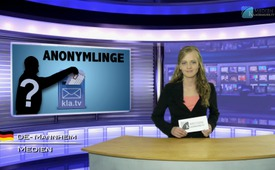 ANONYMLINGE
?
kla.tv
DE-MANNHEIM
MEDIEN